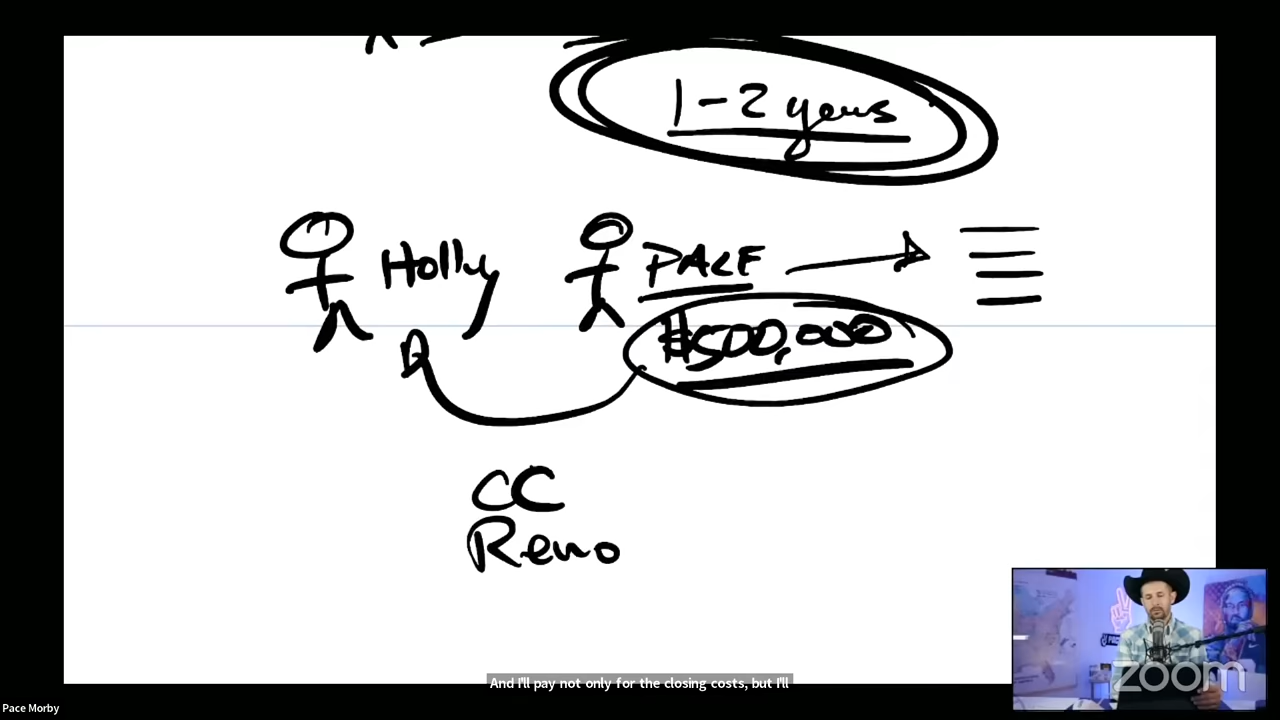 1-2 years
Holly PACE
$500,000
CC
Reno
zoom
And I'll pay not only for the closing costs, but I'll
Pace Morby